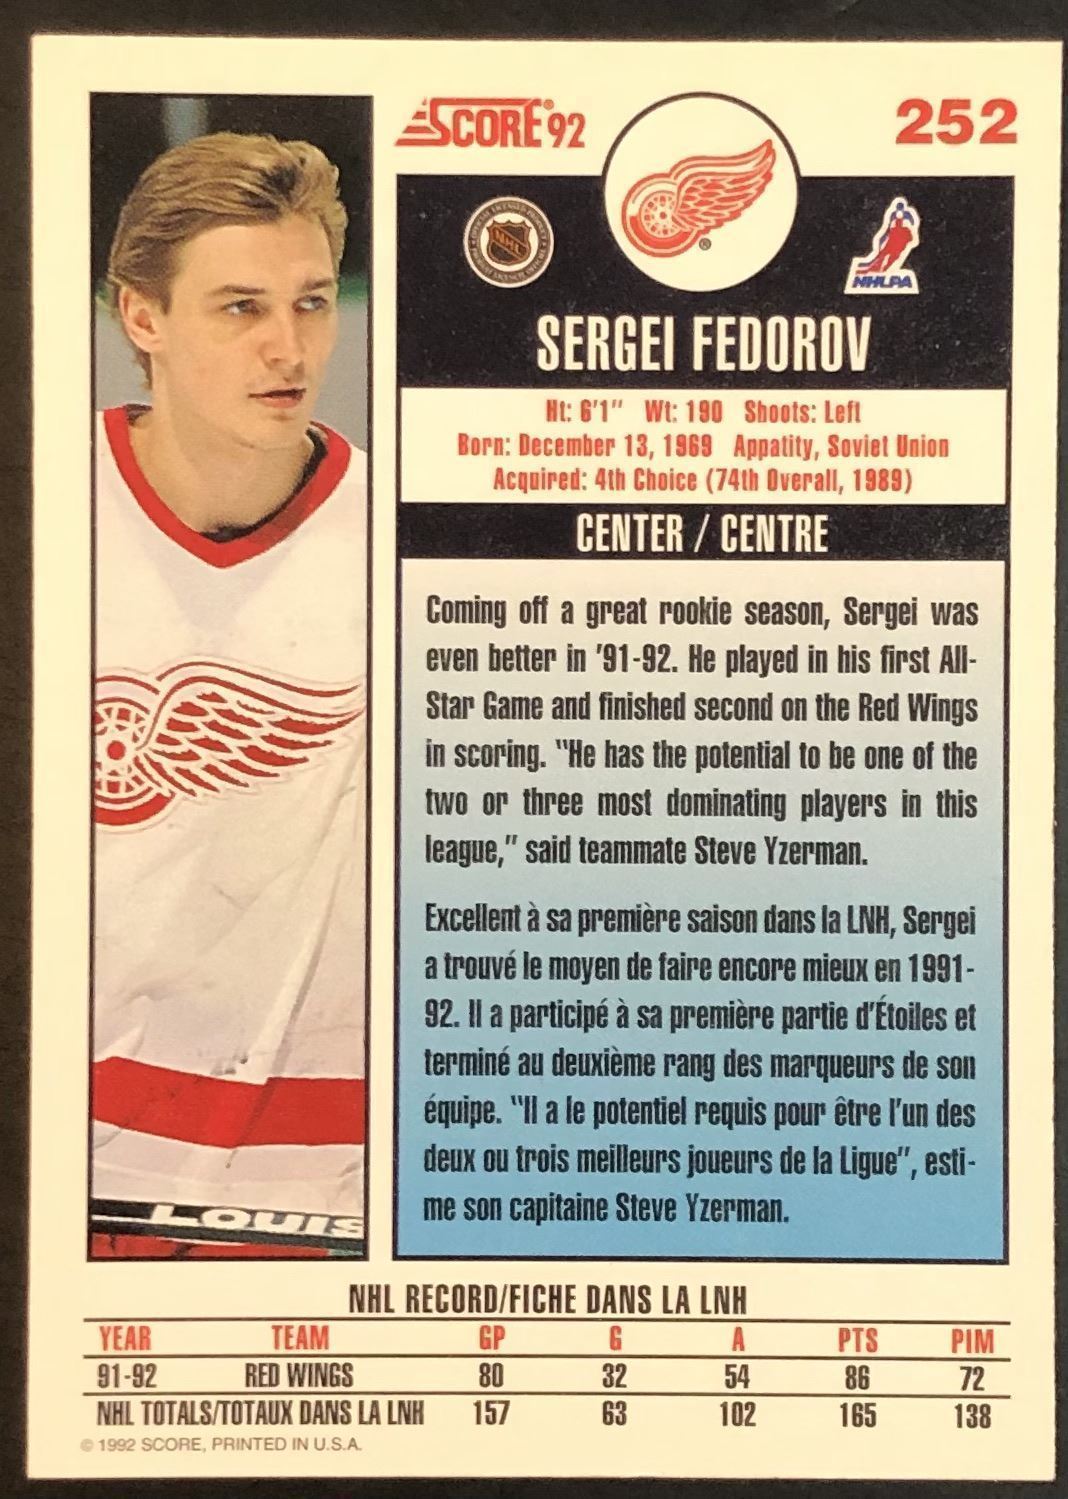 SCORE® 92
252
NHL
®
NHLPA
SERGEI FEDOROV
Ht: 6'1" Wt: 190 Shoots: Left
Born: December 13, 1969 Appatity, Soviet Union
Acquired: 4th Choice (74th Overall, 1989)
CENTER / CENTRE
Coming off a great rookie season, Sergei was
even better in '91-92. He played in his first All-
Star Game and finished second on the Red Wings
in scoring. "He has the potential to be one of the
two or three most dominating players in this
league," said teammate Steve Yzerman.
Excellent à sa première saison dans la LNH, Sergei
a trouvé le moyen de faire encore mieux en 1991-
92. Il a participé à sa première partie d'Étoiles et
terminé au deuxième rang des marqueurs de son
équipe. "Il a le potentiel requis pour être l'un des
deux ou trois meilleurs joueurs de la Ligue", esti-
me son capitaine Steve Yzerman.
LOUIS
NHL RECORD/FICHE DANS LA LNH
YEAR TEAM GP G A PTS PIM
91-92 RED WINGS 80 32 54 86 72
NHL TOTALS/TOTAUX DANS LA LNH 157 63 102 165 138
© 1992 SCORE, PRINTED IN U.S.A.